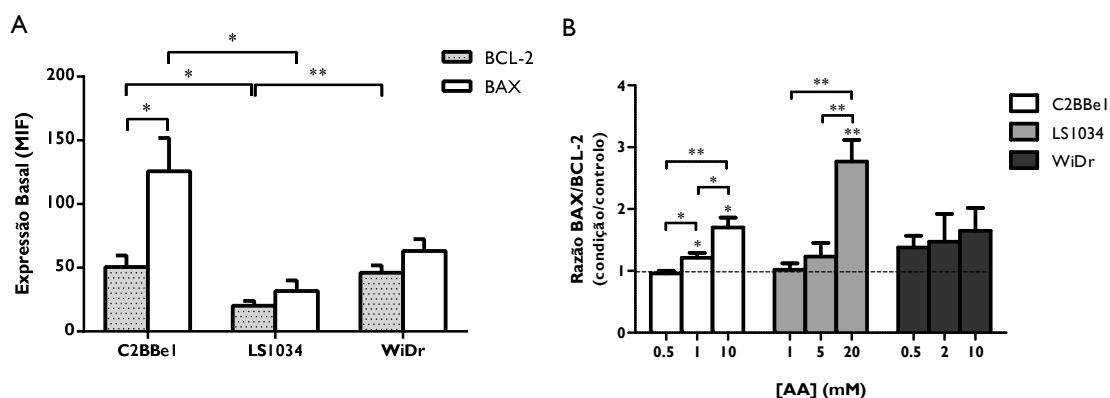 A
BCL-2
BAX
Expressão Basal (MIF)
200
150
100
50
0
*
*
*
**
C2BBe1
LS1034
WiDr
B
C2BBe1
LS1034
WiDr
Razão BAX/BCL-2
(condição/controlo)
4
3
2
1
0
**
*
*
*
*
**
**
**
0.5 1 10 1 5 20 0.5 2 10
[AA] (mM)